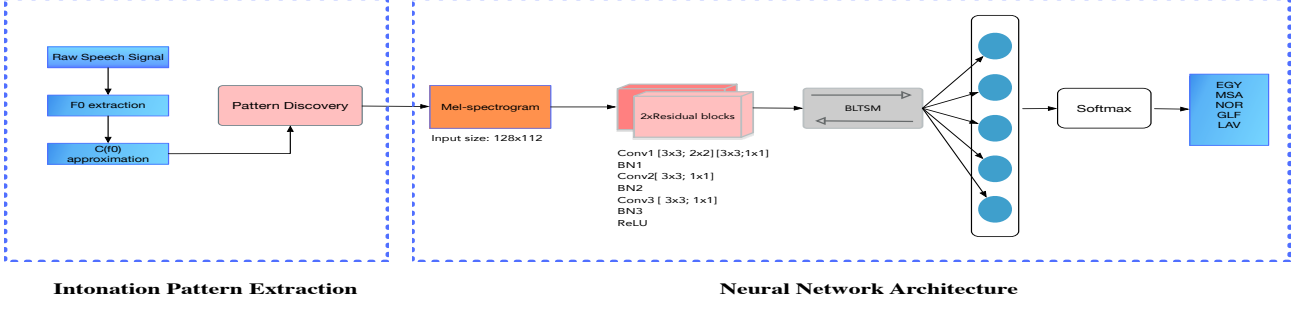 Raw Speech Signal
F0 extraction
C(f0)
approximation
Pattern Discovery
Mel-spectrogram
Input size: 128x112
2xResidual blocks
Conv1 [3x3; 2x2] [3x3;1x1]
BN1
Conv2[ 3x3; 1x1]
BN2
Conv3 [ 3x3; 1x1]
BN3
ReLU
BLTSM
Softmax
EGY
MSA
NOR
GLF
LAV
Intonation Pattern Extraction
Neural Network Architecture